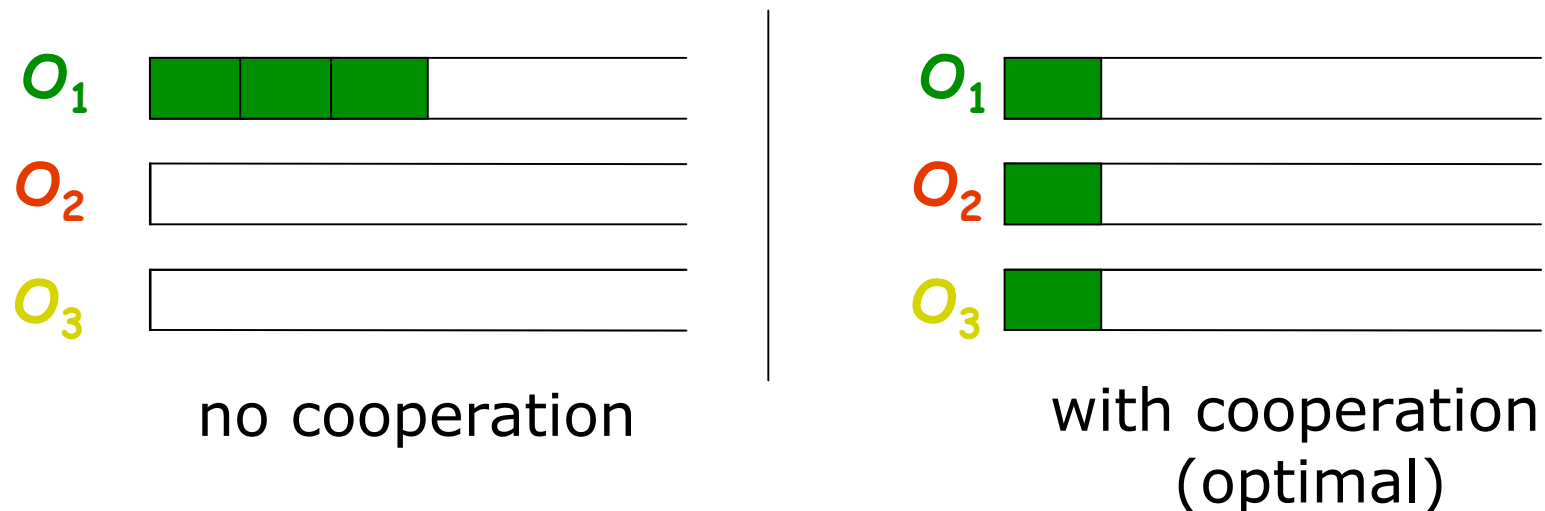 O₁
O₂
O₃
no cooperation
O₁
O₂
O₃
with cooperation
(optimal)